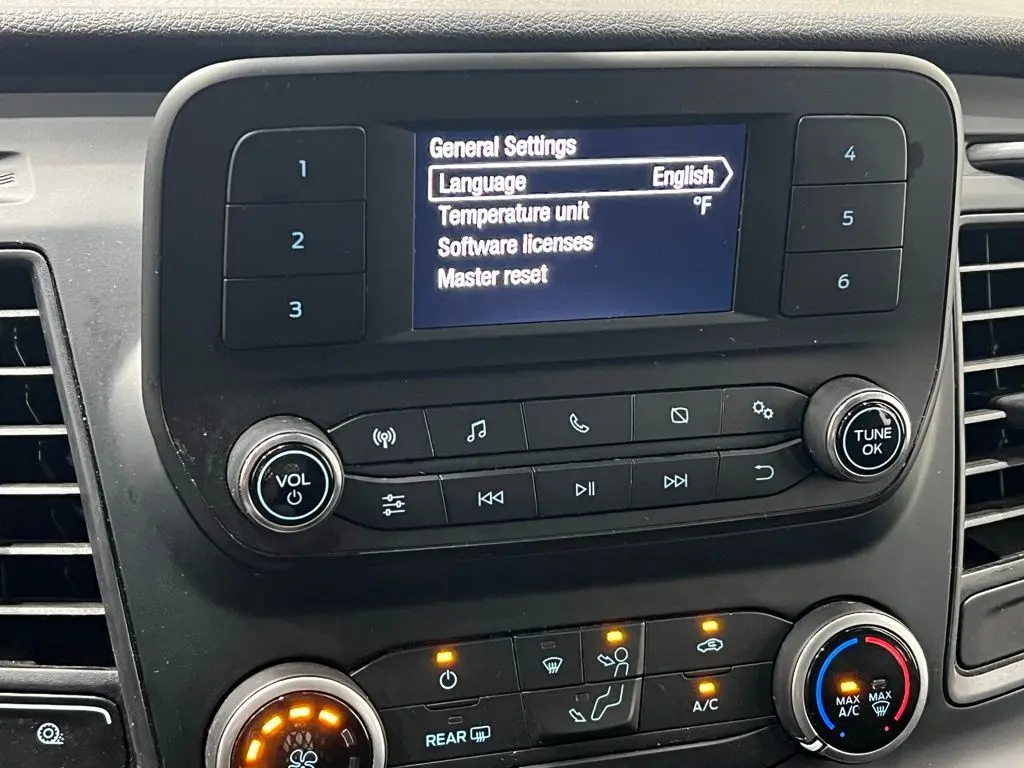 General Settings
Language English
Temperature unit °F
Software licenses
Master reset
1
2
3
4
5
6
VOL
TUNE
OK
REAR
A/C
MAX
A/C
MAX